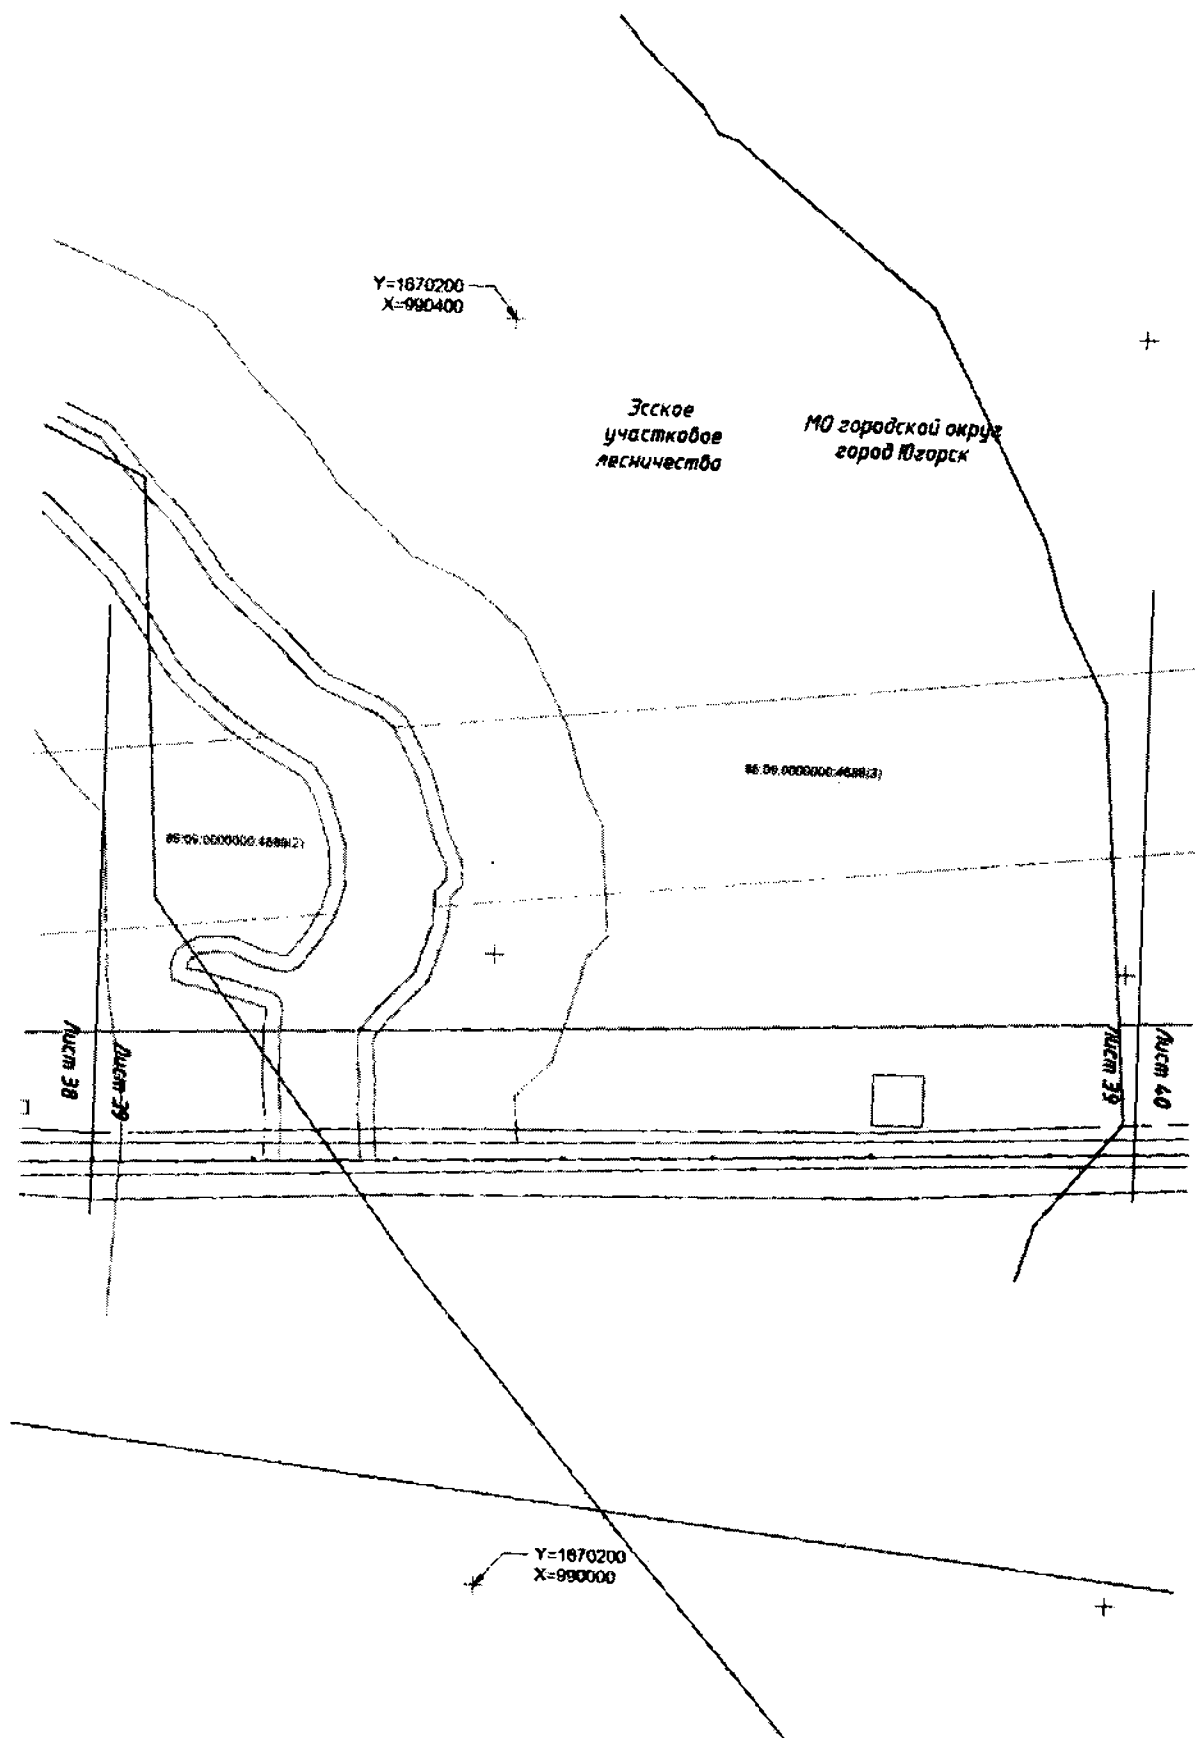 Y=1670200
X=990400
Эсское
участковое
лесничество
МО городской округ
город Югорск
86:09:0000000:4688(3)
86:09:0000000:4688(2)
Лист 38
Лист 39
Лист 39
Лист 40
Y=1670200
X=990000